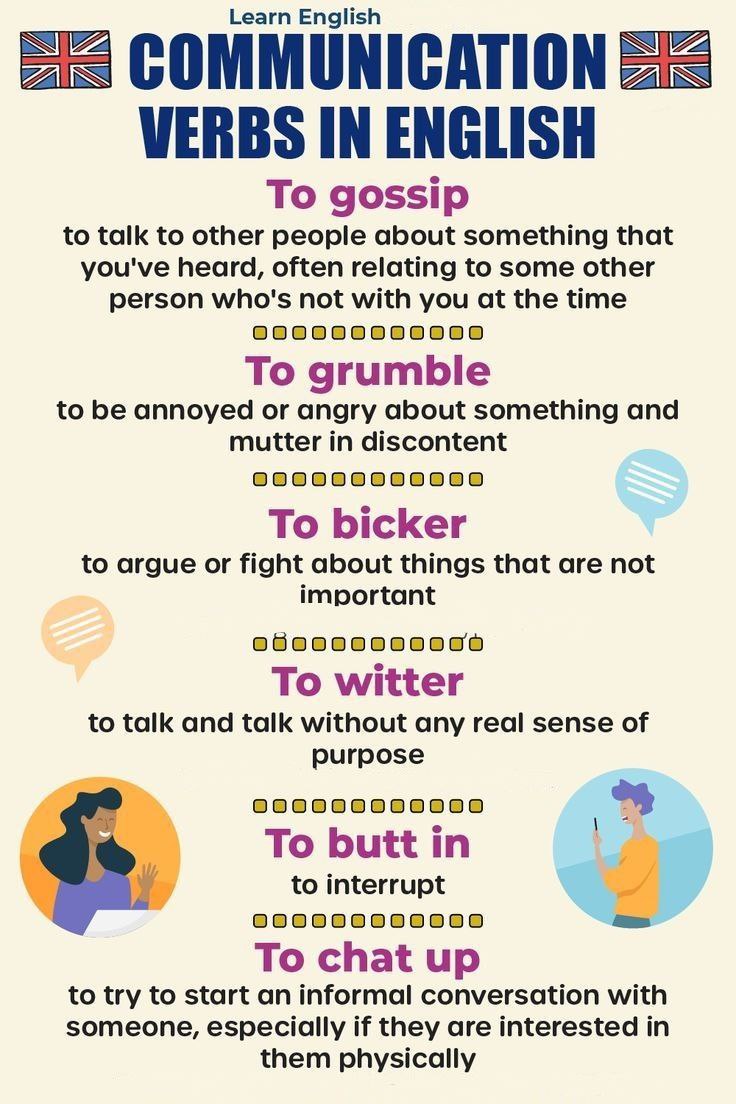 Learn English
COMMUNICATION
VERBS IN ENGLISH
To gossip
to talk to other people about something that
you've heard, often relating to some other
person who's not with you at the time
To grumble
to be annoyed or angry about something and
mutter in discontent
To bicker
to argue or fight about things that are not
important
To witter
to talk and talk without any real sense of
purpose
To butt in
to interrupt
To chat up
to try to start an informal conversation with
someone, especially if they are interested in
them physically